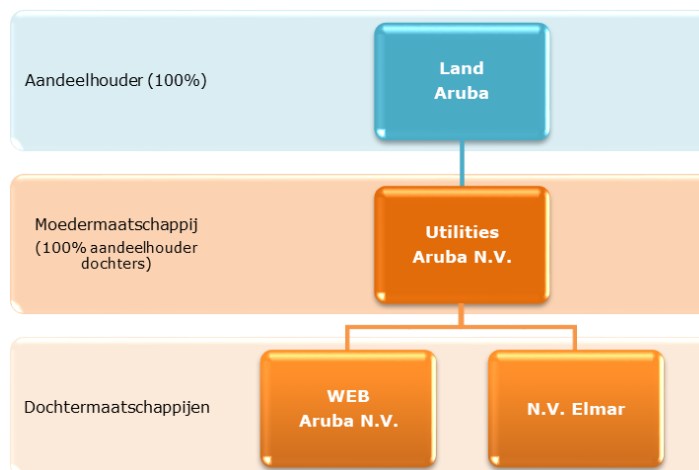 Aandeelhouder (100%)
Land
Aruba
Moedermaatschappij
(100% aandeelhouder
dochters)
Utilities
Aruba N.V.
Dochtermaatschappijen
WEB
Aruba N.V.
N.V. Elmar